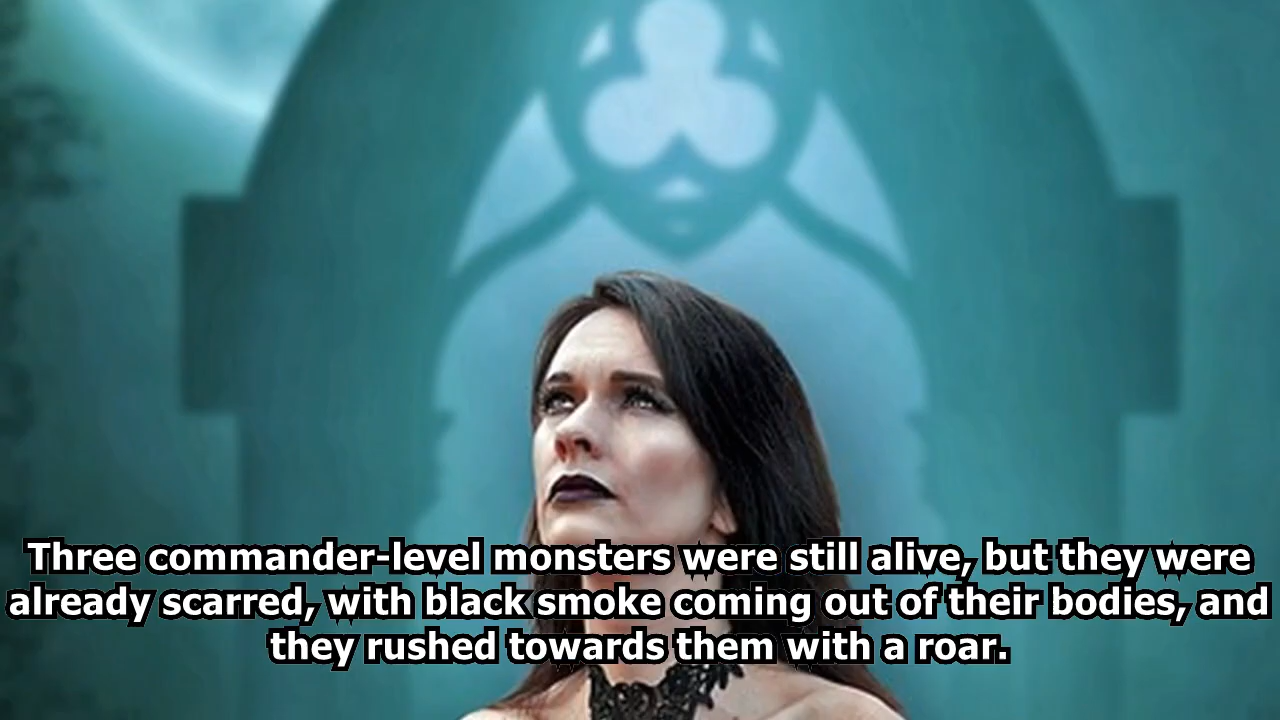 Three commander-level monsters were still alive, but they were
already scarred, with black smoke coming out of their bodies, and
they rushed towards them with a roar.